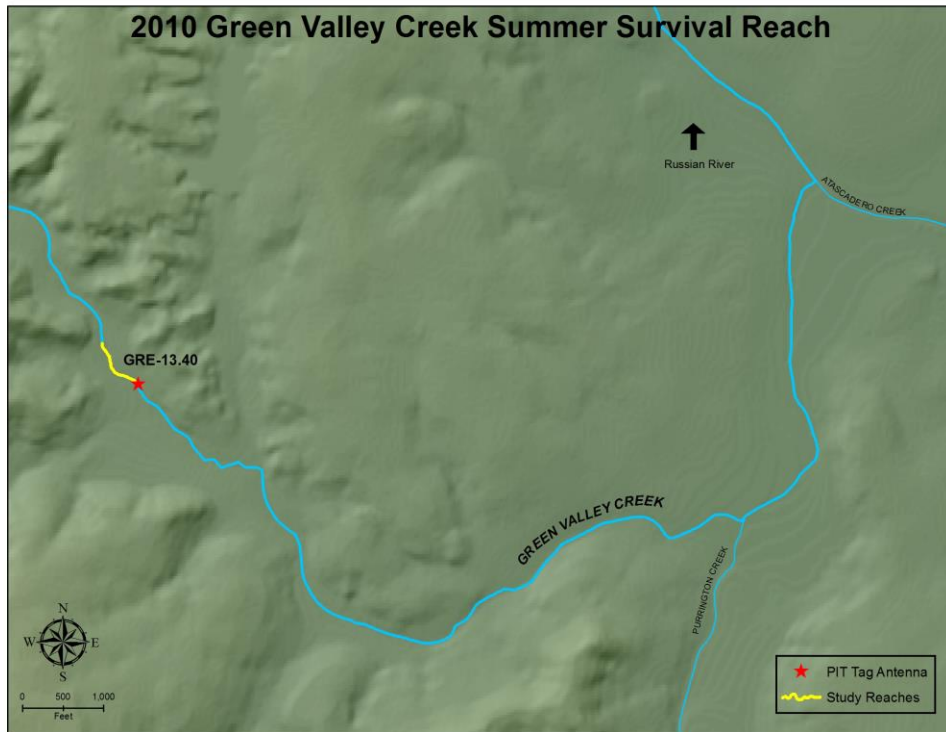 2010 Green Valley Creek Summer Survival Reach
Russian River
ATASCADERO CREEK
GRE-13.40
GREEN VALLEY CREEK
PURRINGTON CREEK
N
W
E
S
0 500 1,000
Feet
PIT Tag Antenna
Study Reaches